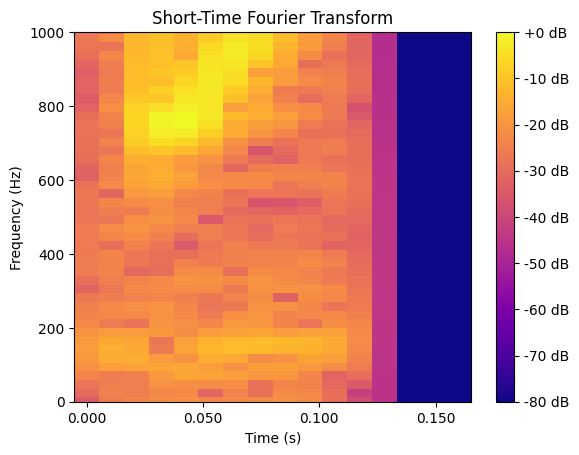 Short-Time Fourier Transform
1000
800
600
400
200
0
Frequency (Hz)
0.000
0.050
0.100
0.150
Time (s)
+0 dB
-10 dB
-20 dB
-30 dB
-40 dB
-50 dB
-60 dB
-70 dB
-80 dB